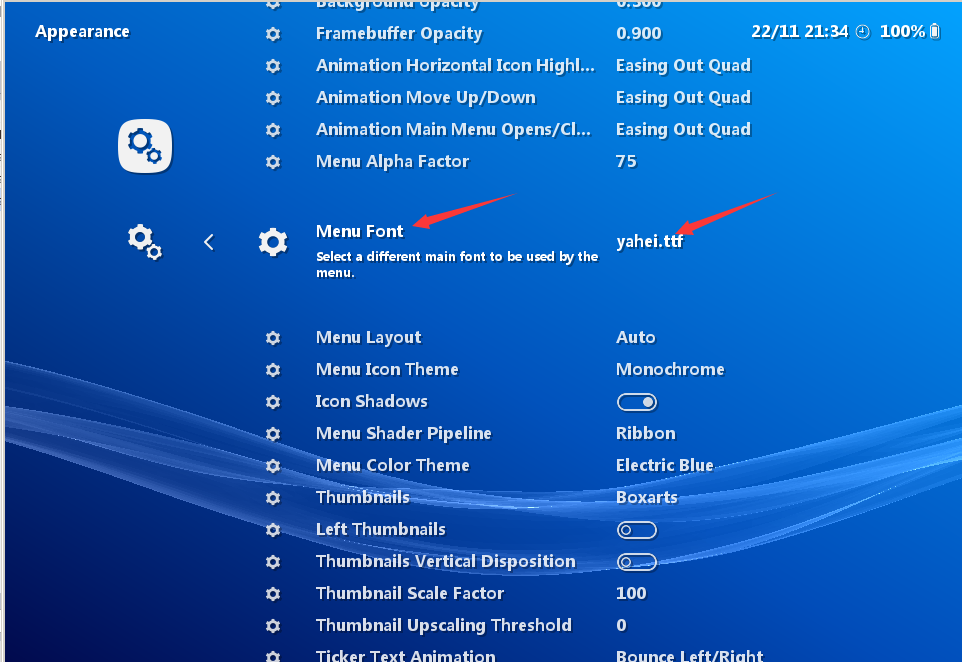 Background Opacity 0.300
Appearance
Framebuffer Opacity 0.900
22/11 21:34 100%
Animation Horizontal Icon Highl... Easing Out Quad
Animation Move Up/Down Easing Out Quad
Animation Main Menu Opens/Cl... Easing Out Quad
Menu Alpha Factor 75
Menu Font yahei.ttf
Select a different main font to be used by the
menu.
Menu Layout Auto
Menu Icon Theme Monochrome
Icon Shadows
Menu Shader Pipeline Ribbon
Menu Color Theme Electric Blue
Thumbnails Boxarts
Left Thumbnails
Thumbnails Vertical Disposition
Thumbnail Scale Factor 100
Thumbnail Upscaling Threshold 0
Ticker Text Animation Bounce Left/Right